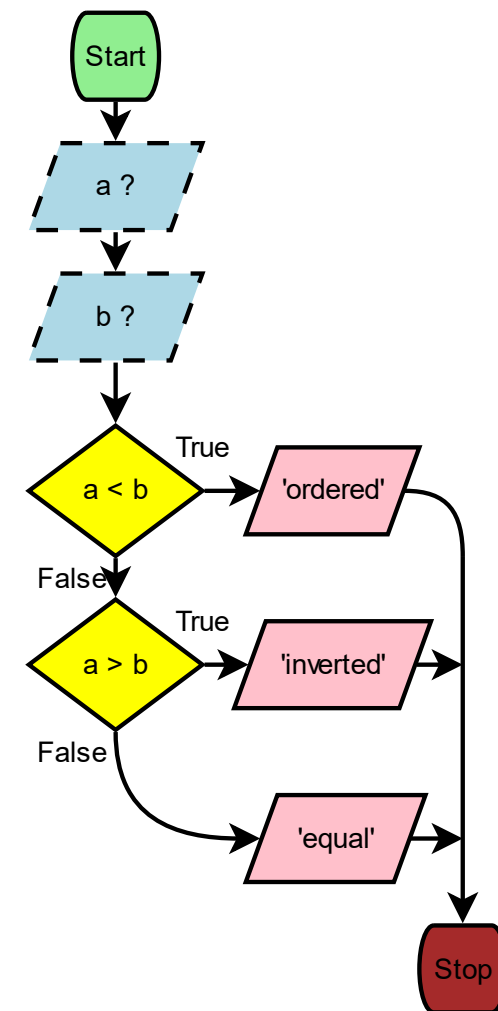 Start
a ?
b ?
a < b
True
'ordered'
False
a > b
True
'inverted'
False
'equal'
Stop